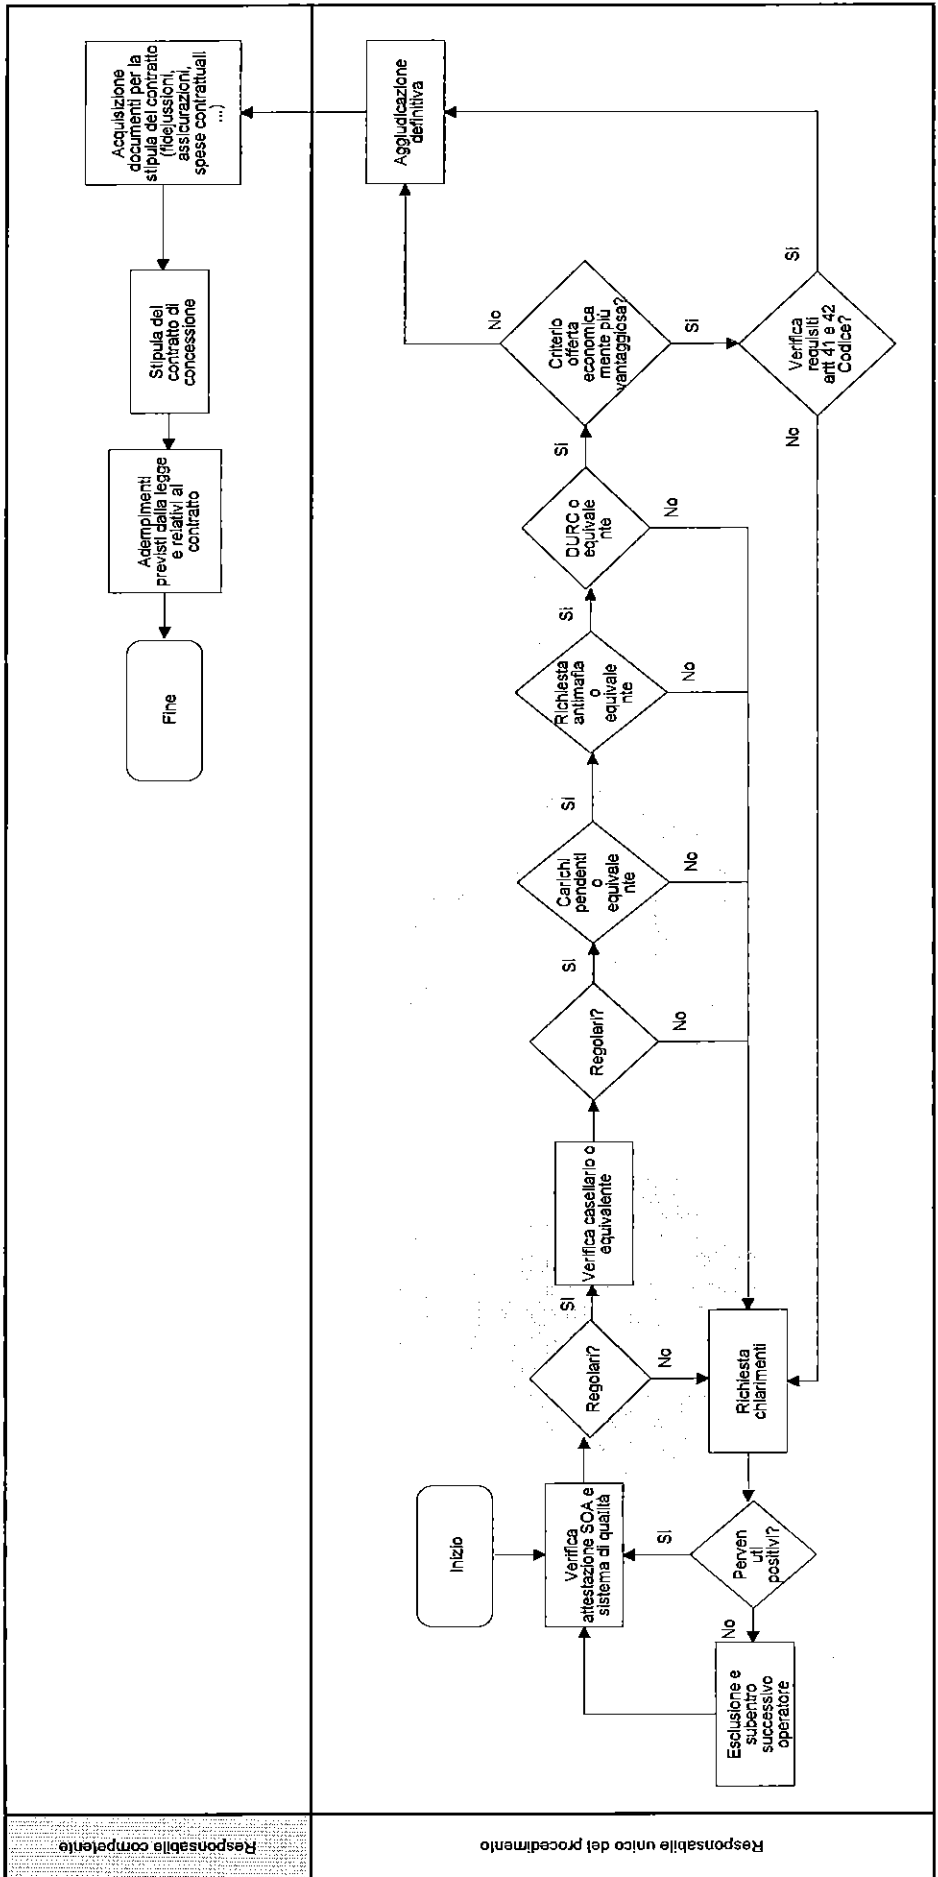 Responsabile competente
Acquisizione
documenti per la
stipula del contratto
(fidejussioni,
assicurazioni,
spese contrattuali
...)
Stipula del
contratto di
concessione
Adempimenti
previsti dalla legge
e relativi al
contratto
Fine
Responsabile unico del procedimento
Inizio
Verifica
attestazione SOA e
sistema di qualità
Regolari?
Si
No
Verifica casellario o
equivalente
Regolari?
Si
No
Carichi
pendenti
o
equivale
nte
Si
No
Richiesta
antimafia
o
equivale
nte
Si
No
DURC o
equivale
nte
Si
No
Criterio
offerta
economica
mente più
vantaggiosa?
No
Si
Aggiudicazione
definitiva
Verifica
requisiti
artt 41 e 42
Codice?
Si
No
Richiesta
chiarimenti
Perven
uti
positivi?
Si
No
Esclusione e
subentro
successivo
operatore